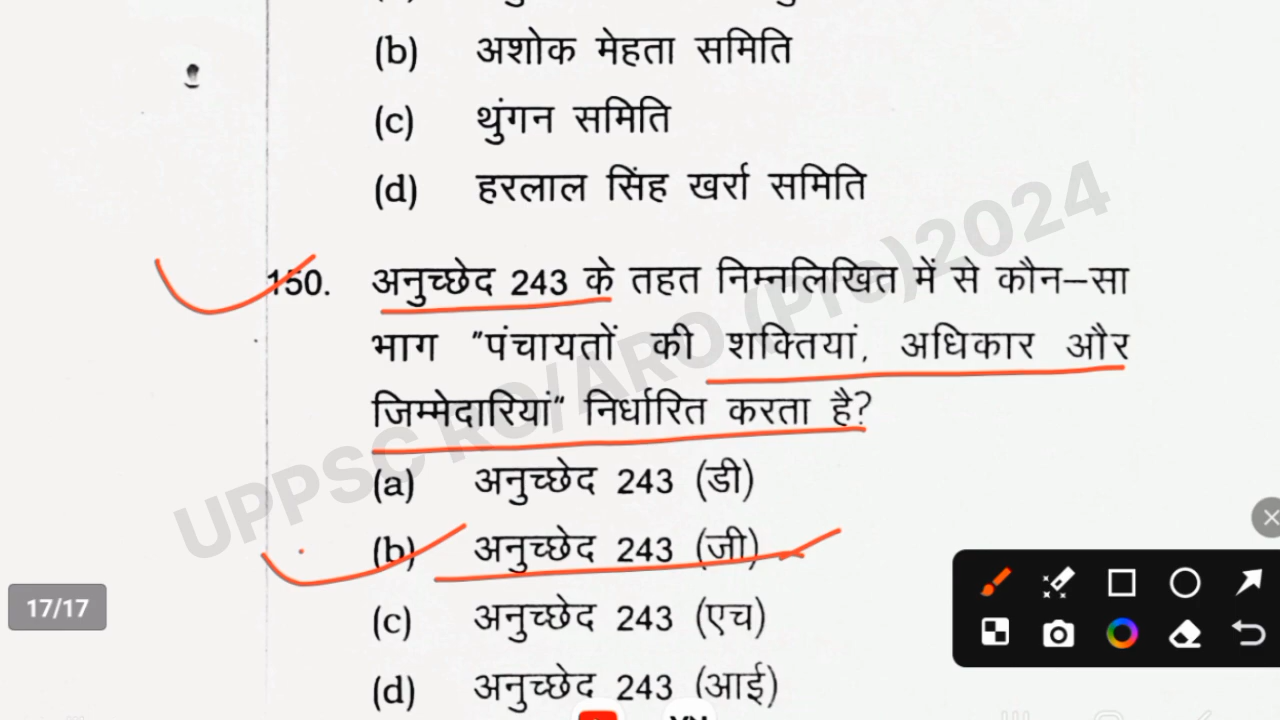 (b) अशोक मेहता समिति
(c) थुंगन समिति
(d) हरलाल सिंह खर्रा समिति
150. अनुच्छेद 243 के तहत निम्नलिखित में से कौन–सा
भाग "पंचायतों की शक्तियां, अधिकार और
जिम्मेदारियां" निर्धारित करता है?
(a) अनुच्छेद 243 (डी)
(b) अनुच्छेद 243 (जी)
(c) अनुच्छेद 243 (एच)
(d) अनुच्छेद 243 (आई)
UPPSC RO/ARO (Pre)2024
17/17